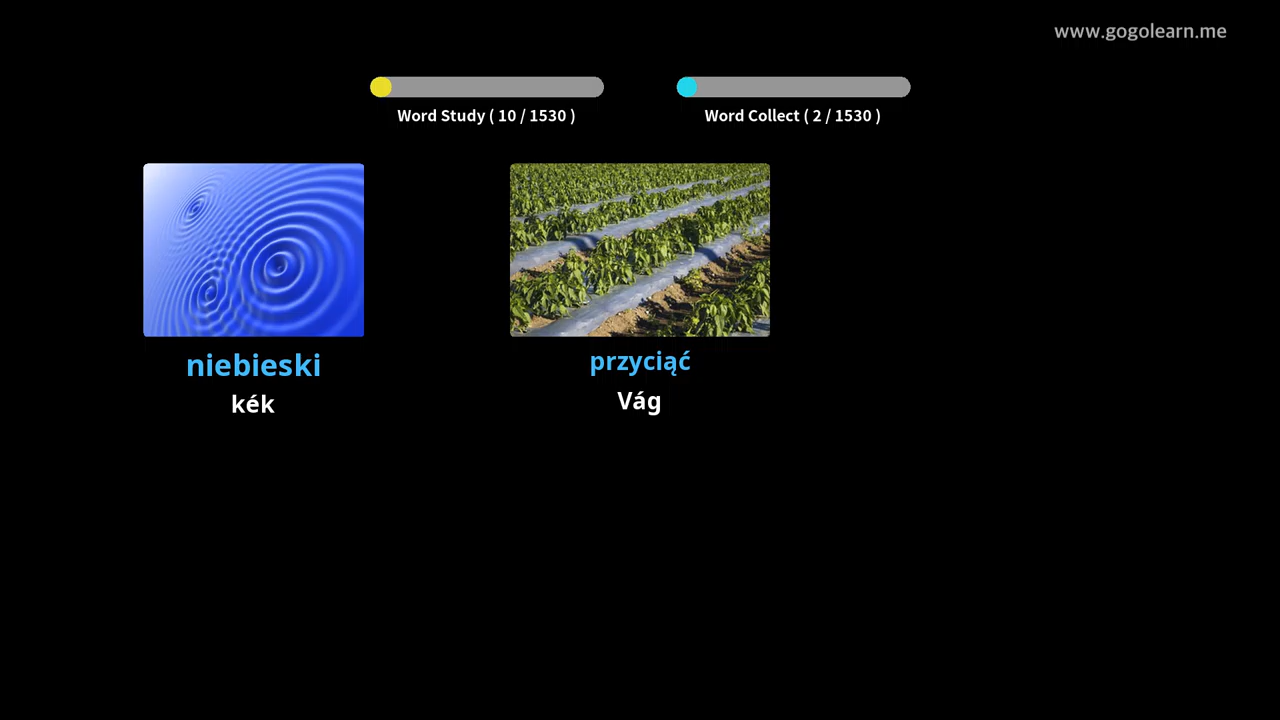 www.gogolearn.me
Word Study ( 10 / 1530 )
Word Collect ( 2 / 1530 )
niebieski
kék
przyciąć
Vág